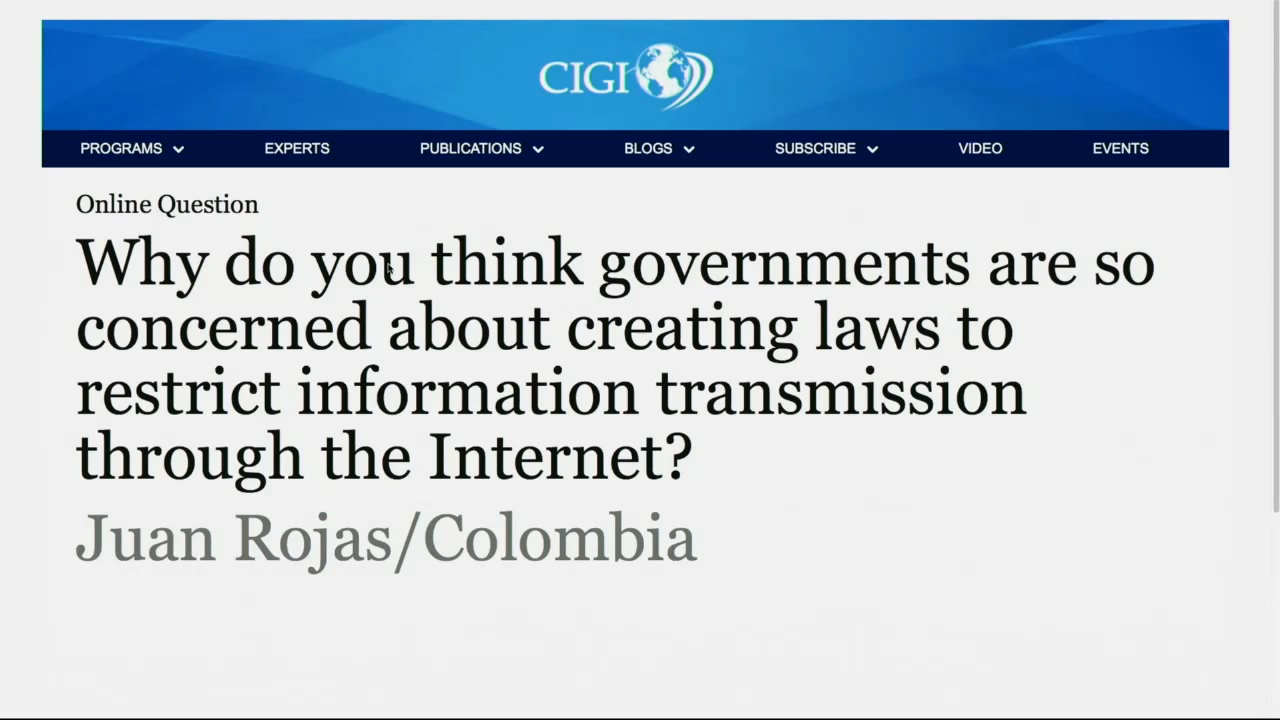 CIGI
PROGRAMS EXPERTS PUBLICATIONS BLOGS SUBSCRIBE VIDEO EVENTS
Online Question
Why do you think governments are so
concerned about creating laws to
restrict information transmission
through the Internet?
Juan Rojas/Colombia